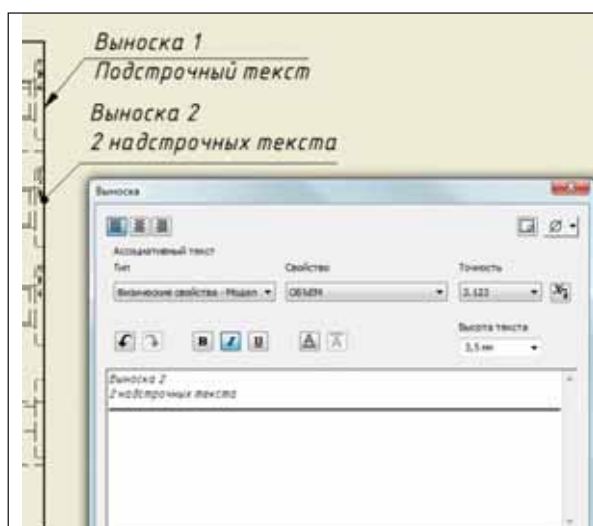 Выноска 1
Подстрочный текст
Выноска 2
2 надстрочных текста
Выноска
Ассоциативный текст
Тип Свойство Точность
Физические свойства - Модел ОБЪЕМ 3.123
Высота текста
B I U A A 3,5 мм
Выноска 2
2 надстрочных текста